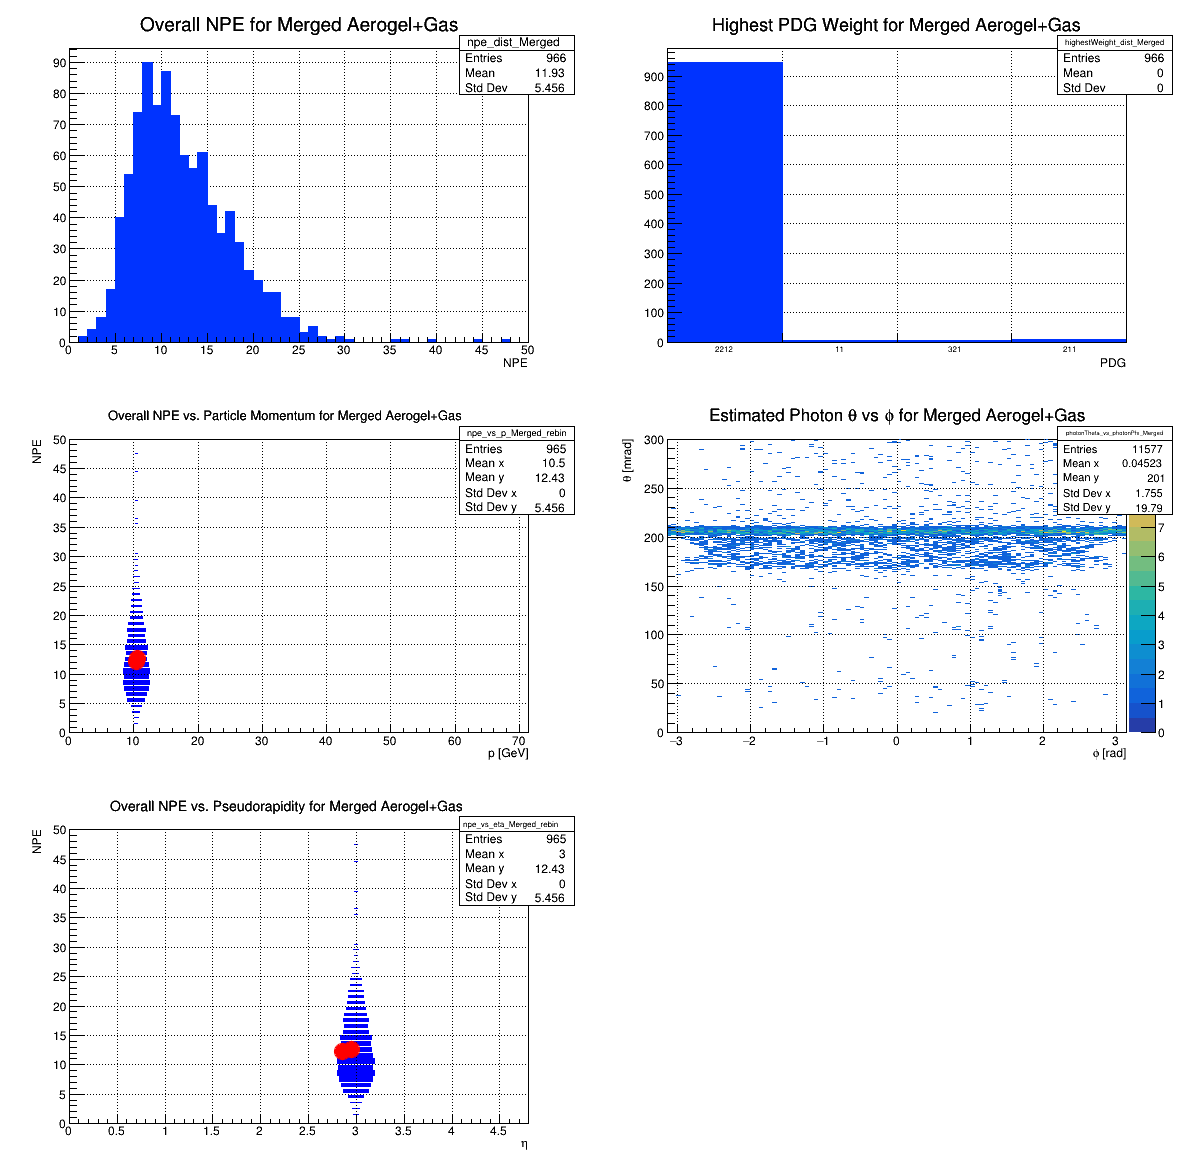 Overall NPE for Merged Aerogel+Gas
npe_dist_Merged
Entries 966
Mean 11.93
Std Dev 5.456
90
80
70
60
50
40
30
20
10
0
0 5 10 15 20 25 30 35 40 45 50
NPE
Highest PDG Weight for Merged Aerogel+Gas
highestWeight_dist_Merged
Entries 966
Mean 0
Std Dev 0
900
800
700
600
500
400
300
200
100
0
2212 11 321 211
PDG
Overall NPE vs. Particle Momentum for Merged Aerogel+Gas
npe_vs_p_Merged_rebin
Entries 965
Mean x 10.5
Mean y 12.43
Std Dev x 0
Std Dev y 5.456
NPE
50
45
40
35
30
25
20
15
10
5
0
0 10 20 30 40 50 60 70
p [GeV]
Estimated Photon θ vs ϕ for Merged Aerogel+Gas
photonTheta_vs_photonPhi_Merged
Entries 11577
Mean x 0.04523
Mean y 201
Std Dev x 1.755
Std Dev y 19.79
θ [mrad]
300
250
200
150
100
50
0
−3 −2 −1 0 1 2 3
ϕ [rad]
7
6
5
4
3
2
1
0
Overall NPE vs. Pseudorapidity for Merged Aerogel+Gas
npe_vs_eta_Merged_rebin
Entries 965
Mean x 3
Mean y 12.43
Std Dev x 0
Std Dev y 5.456
NPE
50
45
40
35
30
25
20
15
10
5
0
0 0.5 1 1.5 2 2.5 3 3.5 4 4.5
η